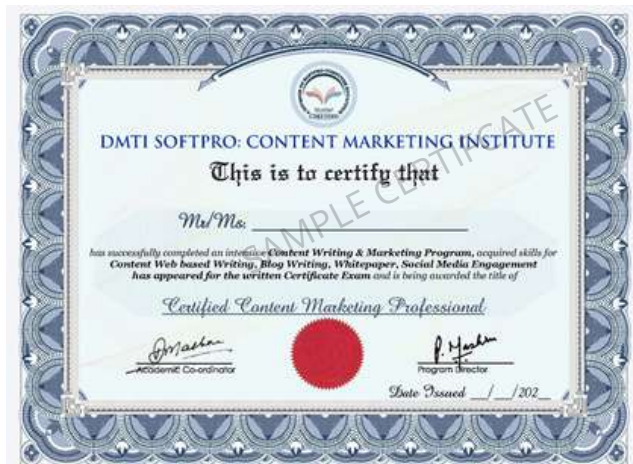 DMTI SOFTPRO: CONTENT MARKETING INSTITUTE
This is to certify that
Mr/Ms.
has successfully completed an intensive Content Writing & Marketing Program, acquired skills for
Content Web based Writing, Blog Writing, Whitepaper, Social Media Engagement
has appeared for the written Certificate Exam and is being awarded the title of
Certified Content Marketing Professional
Academic Co-ordinator
Program Director
Date Issued __/__/202__
SAMPLE CERTIFCATE